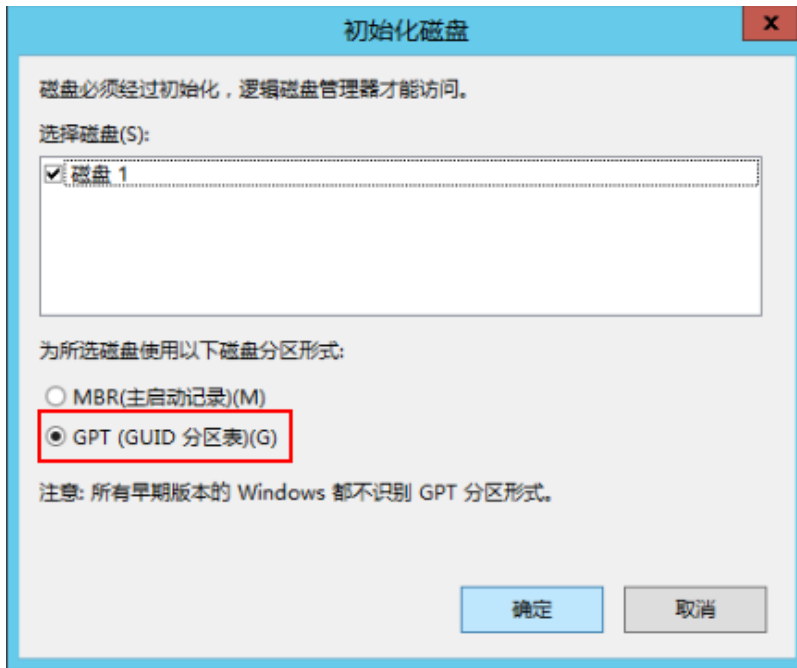 初始化磁盘
x
磁盘必须经过初始化，逻辑磁盘管理器才能访问。
选择磁盘(S):
磁盘 1
为所选磁盘使用以下磁盘分区形式:
MBR(主启动记录)(M)
GPT (GUID 分区表)(G)
注意: 所有早期版本的 Windows 都不识别 GPT 分区形式。
确定
取消